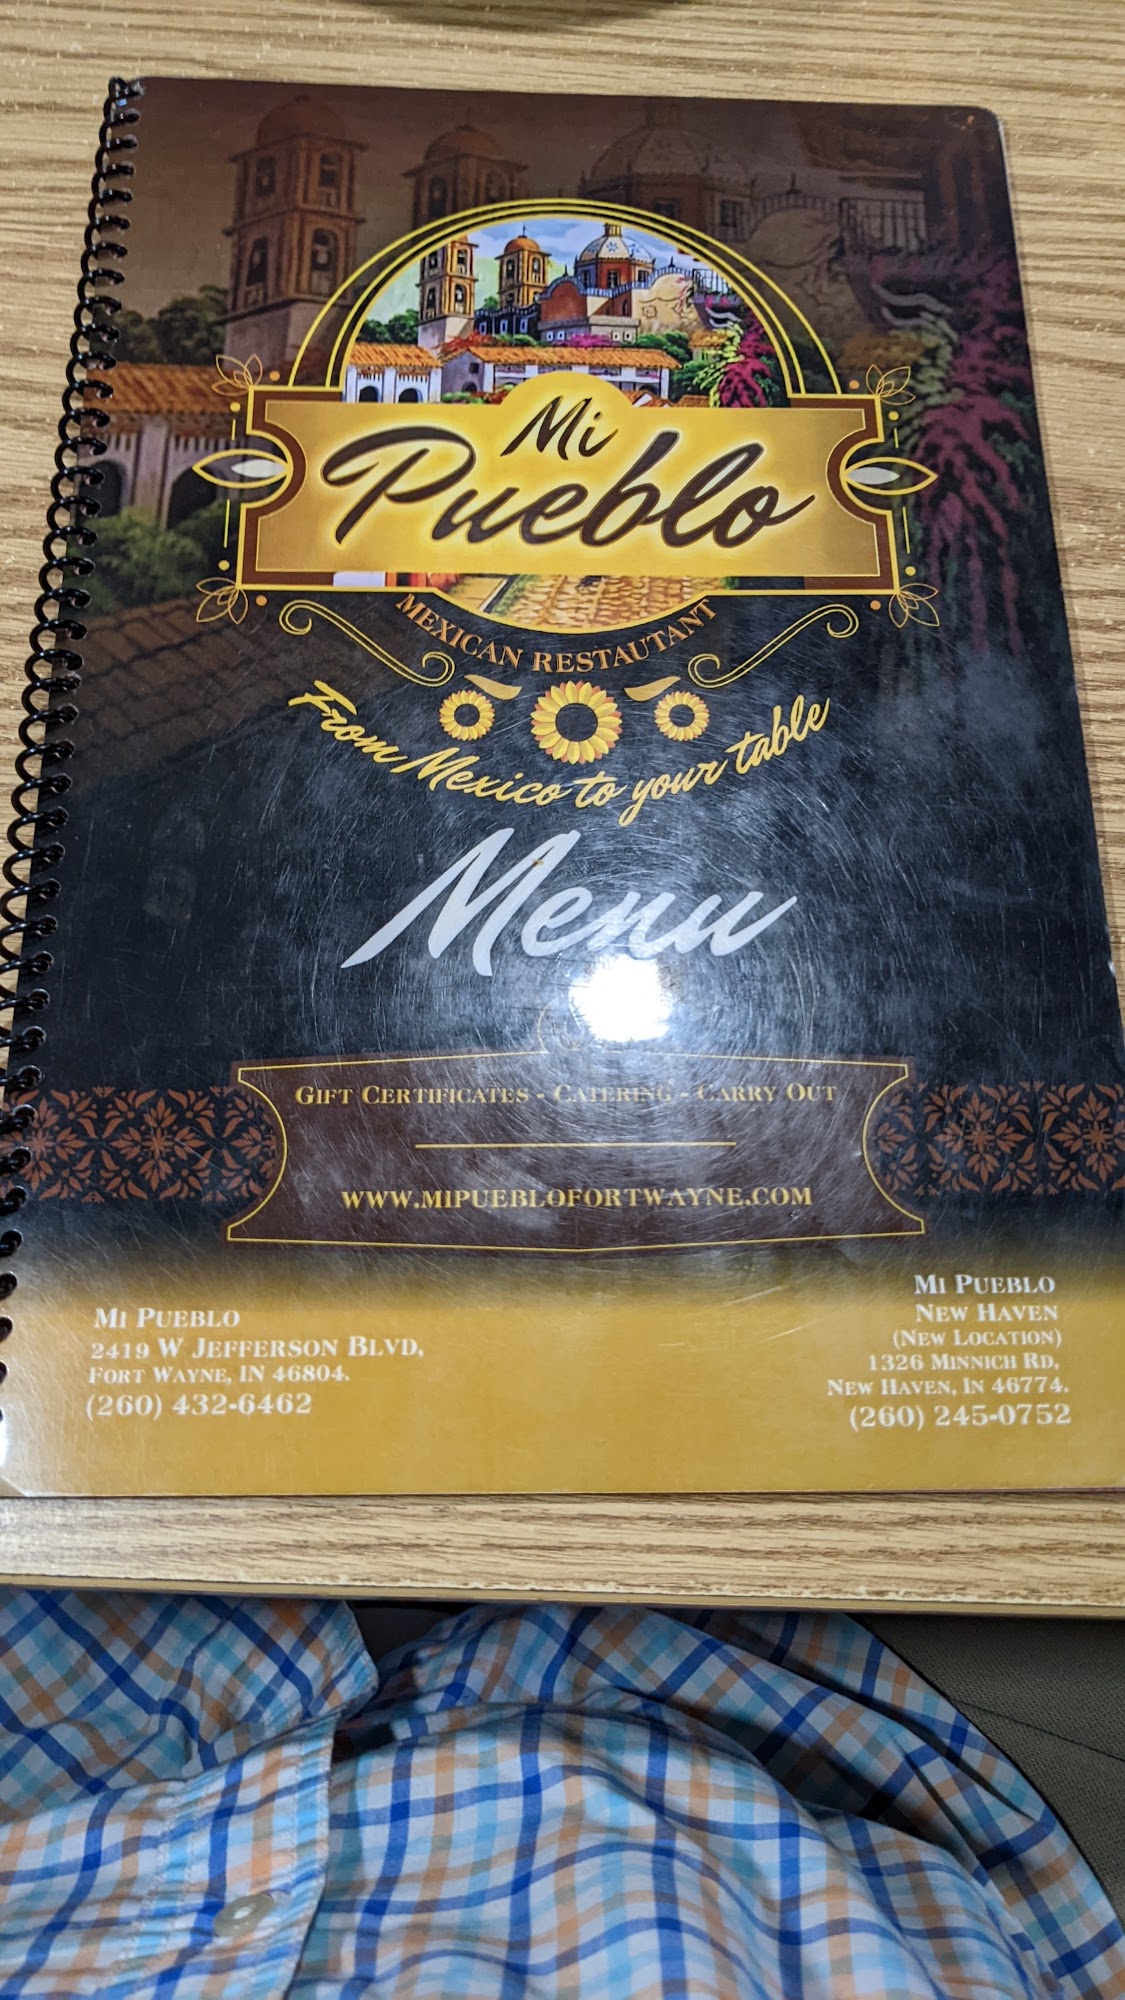 Mi
Pueblo
MEXICAN RESTAUTANT
From Mexico to your table
Menu
GIFT CERTIFICATES - CATERING - CARRY OUT
WWW.MIPUEBLOFORTWAYNE.COM
MI PUEBLO
2419 W JEFFERSON BLVD,
FORT WAYNE, IN 46804.
(260) 432-6462
MI PUEBLO
NEW HAVEN
(NEW LOCATION)
1326 MINNICH RD,
NEW HAVEN, IN 46774.
(260) 245-0752